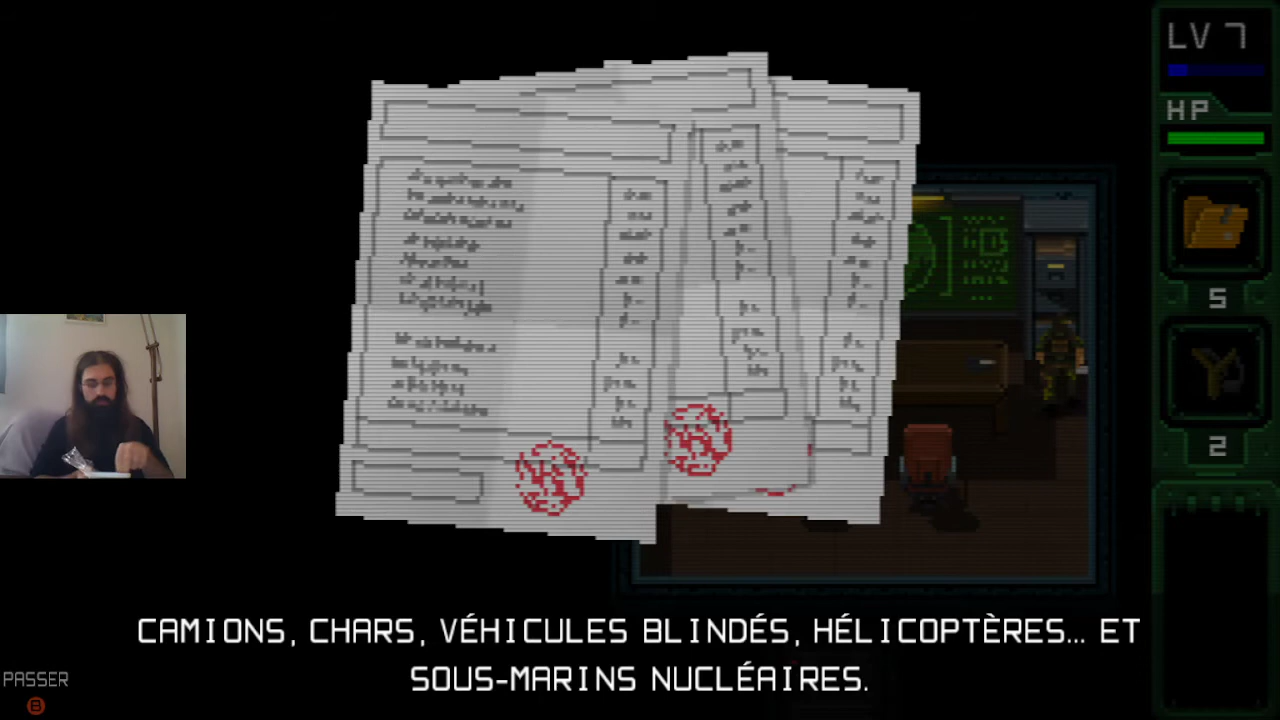 LV 7
HP
5
2
CAMIONS, CHARS, VÉHICULES BLINDÉS, HÉLICOPTÈRES... ET
SOUS-MARINS NUCLÉAIRES.
PASSER
B